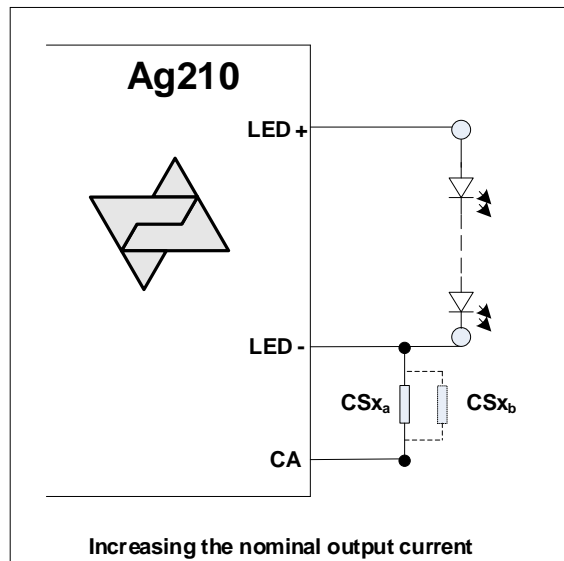 Ag210
LED +
LED -
CSxa
CSxb
CA
Increasing the nominal output current